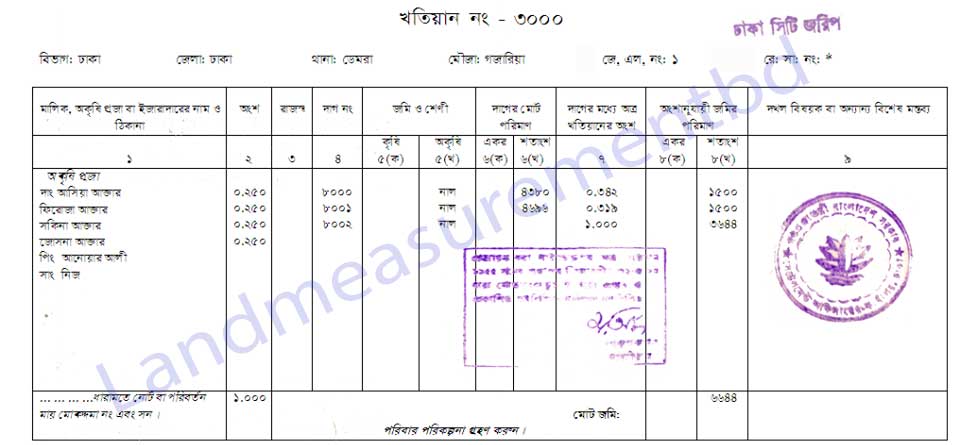 খতিয়ান নং - ৩০০০
ঢাকা সিটি জরিপ
বিভাগ: ঢাকা জেলা: ঢাকা থানা: ডেমরা মৌজা: গজারিয়া জে, এল, নং: ১ রে: সা: নং: *
মালিক, অকৃষি প্রজা বা ইজারাদারের নাম ও ঠিকানা অংশ রাজস্ব দাগ নং জমি ও শেণী দাগের মোট পরিমাণ দাগের মধ্যে অত্র খতিয়ানের অংশ অংশানুযায়ী জমির পরিমাণ দখল বিষয়ক বা অন্যান্য বিশেষ মন্তব্য
কৃষি অকৃষি একর শতাংশ একর শতাংশ
১ ২ ৩ ৪ ৫(ক) ৫(খ) ৬(ক) ৬(খ) ৭ ৮(ক) ৮(খ) ৯
অকৃষি প্রজা
দং আসিয়া আক্তার ০.২৫০ ৮০০০ নাল ৪৩৮০ ০.৩৪২ ১৫০০
ফিরোজা আক্তার ০.২৫০ ৮০০১ নাল ৪৬৯৬ ০.৩১৯ ১৫০০
সকিনা আক্তার ০.২৫০ ৮০০২ নাল ১.০০০ ৩৬৪৪
জোসনা আক্তার ০.২৫০
পিং আনোয়ার আলী
সাং নিজ
... ... ... ...ধারামতে নোট বা পরিবর্তন ১.০০০ ৬৬৪৪
মায় মোকদ্দমা নং এবং সন । মোট জমি:
পরিবার পরিকল্পনা গ্রহণ করুন ।
Landmeasurementbd